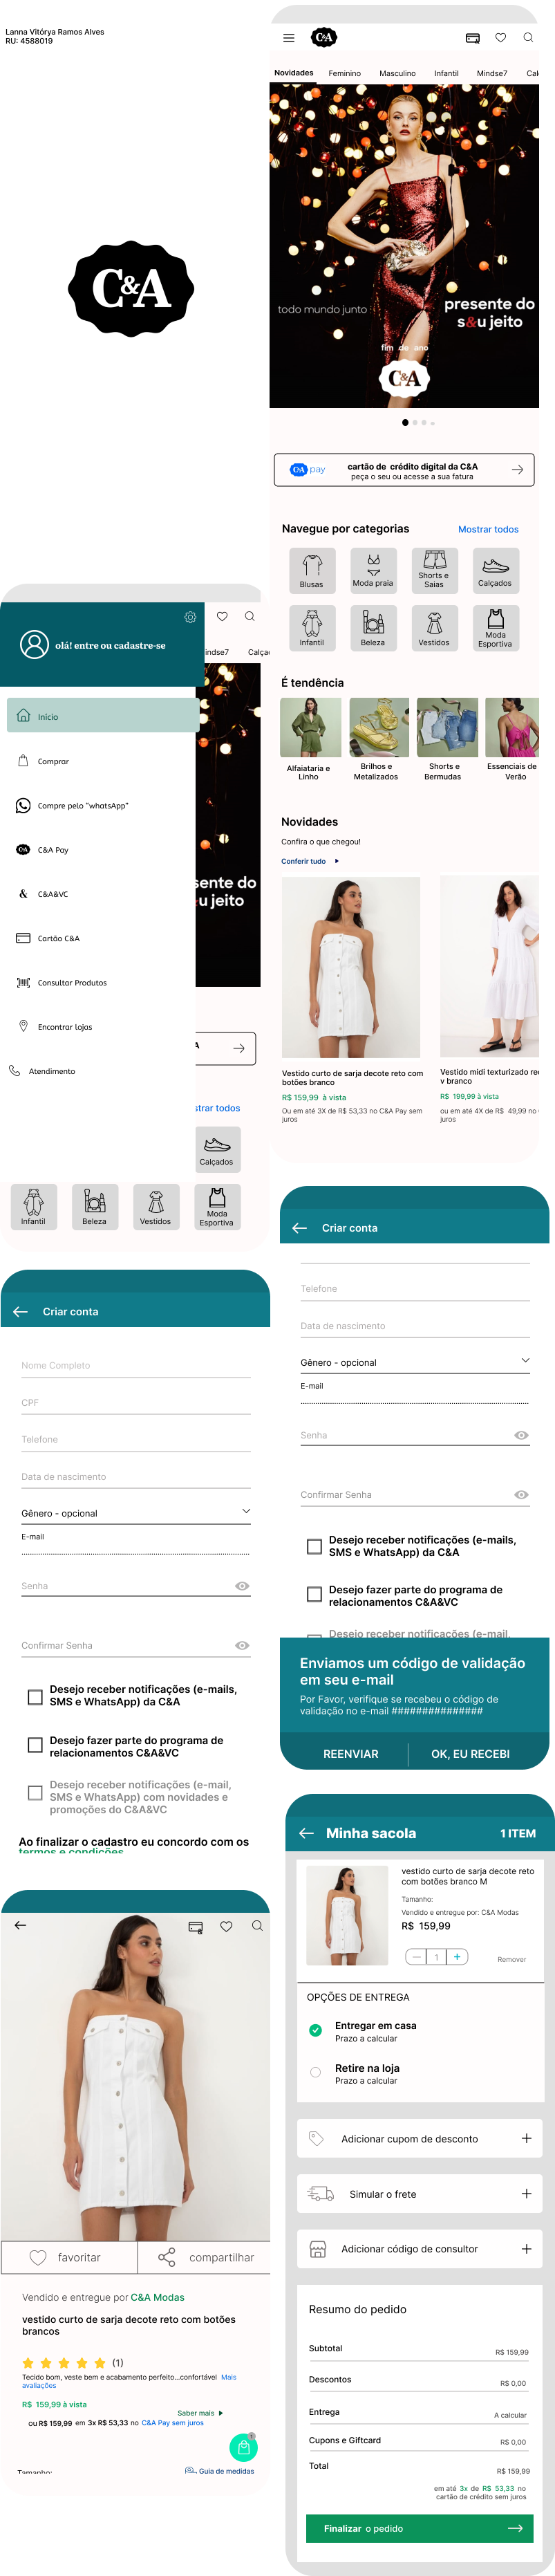 Lanna Vitórya Ramos Alves
RU: 4588019
C&A
C&A
Novidades Feminino Masculino Infantil Mindse7 Cal
todo mundo junto
presente do
s&u jeito
fim de ano
C&A
C&A pay
cartão de crédito digital da C&A
peça o seu ou acesse a sua fatura
Navegue por categorias
Mostrar todos
Blusas
Moda praia
Shorts e
Saias
Calçados
Infantil
Beleza
Vestidos
Moda
Esportiva
É tendência
Alfaiataria e
Linho
Brilhos e
Metalizados
Shorts e
Bermudas
Essenciais de
Verão
Novidades
Confira o que chegou!
Conferir tudo
Vestido curto de sarja decote reto com
botões branco
R$ 159,99 à vista
Ou em até 3X de R$ 53,33 no C&A Pay sem
juros
Vestido midi texturizado rec
v branco
R$ 199,99 à vista
ou em até 4X de R$ 49,99 no
juros
olá! entre ou cadastre-se
indse7 Calça
Início
Comprar
Compre pelo "whatsApp"
C&A Pay
C&A&VC
Cartão C&A
Consultar Produtos
Encontrar lojas
Atendimento
sente do
u jeito
A
strar todos
Calçados
Infantil
Beleza
Vestidos
Moda
Esportiva
Criar conta
Nome Completo
CPF
Telefone
Data de nascimento
Gênero - opcional
E-mail
Senha
Confirmar Senha
Desejo receber notificações (e-mails,
SMS e WhatsApp) da C&A
Desejo fazer parte do programa de
relacionamentos C&A&VC
Desejo receber notificações (e-mail,
SMS e WhatsApp) com novidades e
promoções do C&A&VC
Ao finalizar o cadastro eu concordo com os
termos e condições
Criar conta
Telefone
Data de nascimento
Gênero - opcional
E-mail
Senha
Confirmar Senha
Desejo receber notificações (e-mails,
SMS e WhatsApp) da C&A
Desejo fazer parte do programa de
relacionamentos C&A&VC
Desejo receber notificações (e-mail,
Enviamos um código de validação
em seu e-mail
Por Favor, verifique se recebeu o código de
validação no e-mail ###############
REENVIAR
OK, EU RECEBI
favoritar
compartilhar
Vendido e entregue por C&A Modas
vestido curto de sarja decote reto com botões
brancos
(1)
Tecido bom, veste bem e acabamento perfeito...confortável Mais
avaliações
R$ 159,99 à vista
Saber mais
ou R$ 159,99 em 3x R$ 53,33 no C&A Pay sem juros
Tamanho:
Guia de medidas
Minha sacola
1 ITEM
vestido curto de sarja decote reto
com botões branco M
Tamanho:
Vendido e entregue por: C&A Modas
R$ 159,99
1
Remover
OPÇÕES DE ENTREGA
Entregar em casa
Prazo a calcular
Retire na loja
Prazo a calcular
Adicionar cupom de desconto
Simular o frete
Adicionar código de consultor
Resumo do pedido
Subtotal
R$ 159,99
Descontos
R$ 0,00
Entrega
A calcular
Cupons e Giftcard
R$ 0,00
Total
R$ 159,99
em até 3x de R$ 53,33 no
cartão de crédito sem juros
Finalizar o pedido